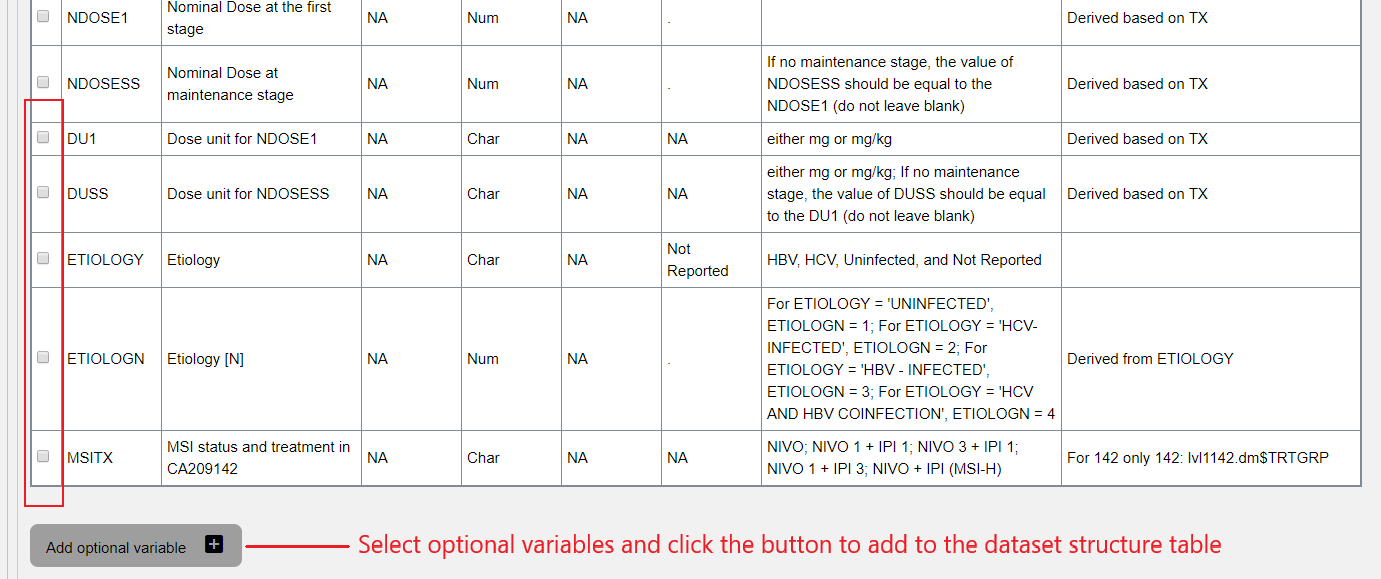 Nominal Dose at the first
NDOSE1 stage NA Num NA . Derived based on TX
If no maintenance stage, the value of
NDOSESS Nominal Dose at NA Num NA . NDOSESS should be equal to the Derived based on TX
maintenance stage NDOSE1 (do not leave blank)
DU1 Dose unit for NDOSE1 NA Char NA NA either mg or mg/kg Derived based on TX
either mg or mg/kg; If no maintenance
DUSS Dose unit for NDOSESS NA Char NA NA stage, the value of DUSS should be equal Derived based on TX
to the DU1 (do not leave blank)
Not
ETIOLOGY Etiology NA Char NA Reported HBV, HCV, Uninfected, and Not Reported
For ETIOLOGY = 'UNINFECTED',
ETIOLOGN = 1; For ETIOLOGY = 'HCV-
INFECTED', ETIOLOGN = 2; For
ETIOLOGN Etiology [N] NA Num NA . ETIOLOGY = 'HBV - INFECTED', Derived from ETIOLOGY
ETIOLOGN = 3; For ETIOLOGY = 'HCV
AND HBV COINFECTION', ETIOLOGN = 4
MSI status and treatment in NIVO; NIVO 1 + IPI 1; NIVO 3 + IPI 1;
MSITX CA209142 NA Char NA NA NIVO 1 + IPI 3; NIVO + IPI (MSI-H) For 142 only 142: lvl1142.dm$TRTGRP
Add optional variable Select optional variables and click the button to add to the dataset structure table